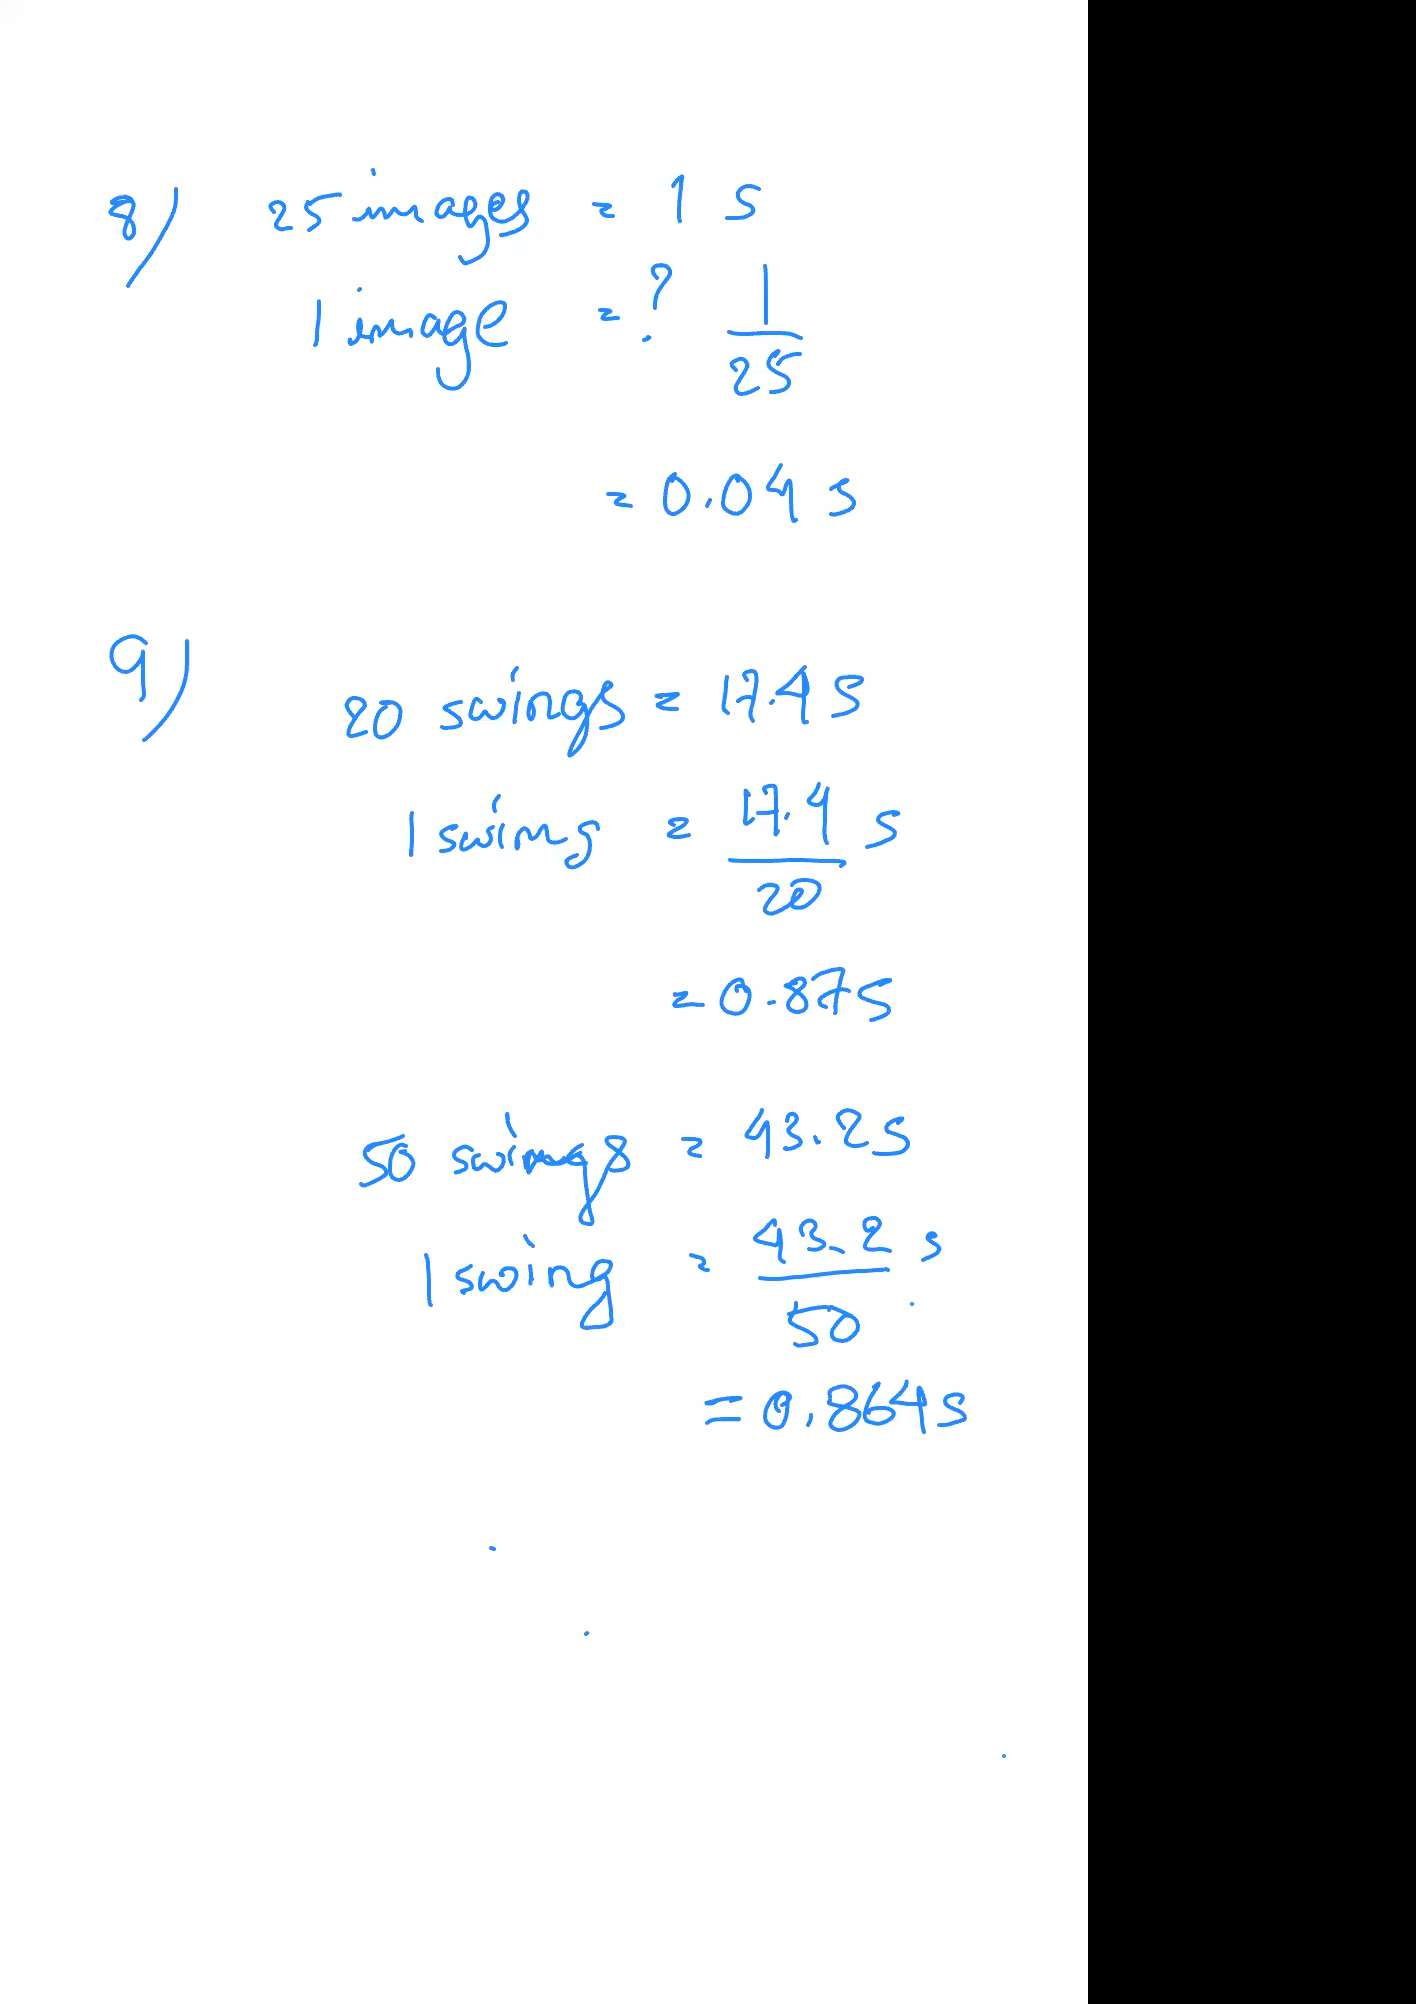 8) 25 images = 1 s
1 image = ? 1/25
= 0.04 s
9)
20 swings = 17.4 s
1 swing = 17.4/20 s
= 0.87 s
50 swings = 43.2 s
1 swing = 43.2/50 s
= 0.864 s